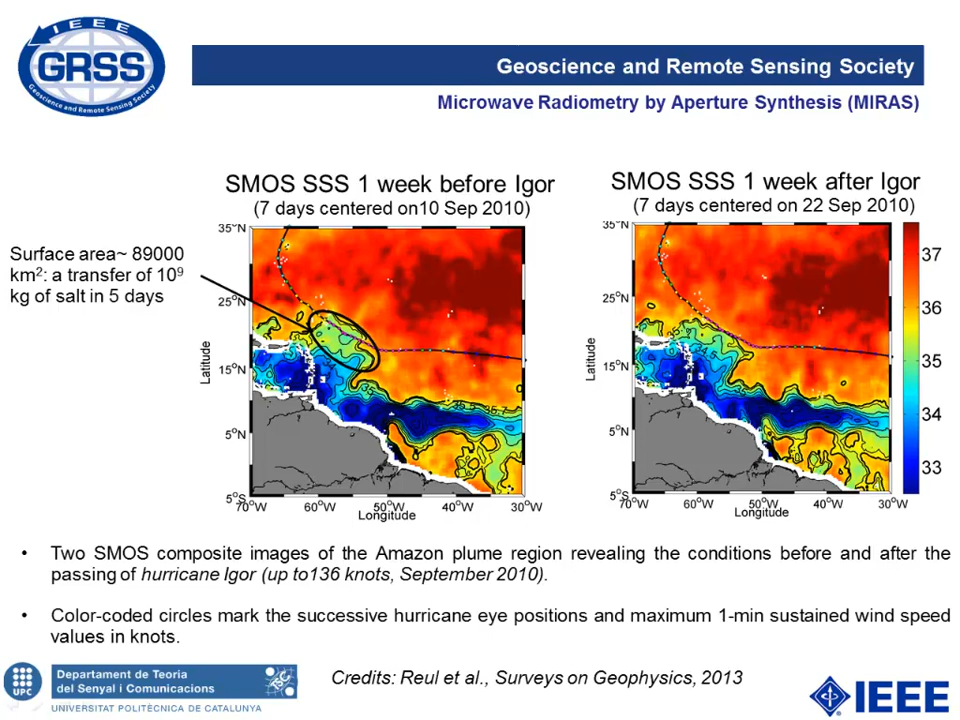 IEEE
GRSS
Geoscience and Remote Sensing Society
Geoscience and Remote Sensing Society
Microwave Radiometry by Aperture Synthesis (MIRAS)
SMOS SSS 1 week before Igor
(7 days centered on10 Sep 2010)
SMOS SSS 1 week after Igor
(7 days centered on 22 Sep 2010)
Surface area~ 89000
km²: a transfer of 10⁹
kg of salt in 5 days
35°N
25°N
15°N
5°N
5°S
Latitude
70°W 60°W 50°W 40°W 30°W
Longitude
35°N
25°N
15°N
5°N
5°S
Latitude
70°W 60°W 50°W 40°W 30°W
Longitude
37
36
35
34
33
• Two SMOS composite images of the Amazon plume region revealing the conditions before and after the
passing of hurricane Igor (up to136 knots, September 2010).
• Color-coded circles mark the successive hurricane eye positions and maximum 1-min sustained wind speed
values in knots.
UPC
Departament de Teoria
del Senyal i Comunicacions
UNIVERSITAT POLITÈCNICA DE CATALUNYA
Credits: Reul et al., Surveys on Geophysics, 2013
IEEE